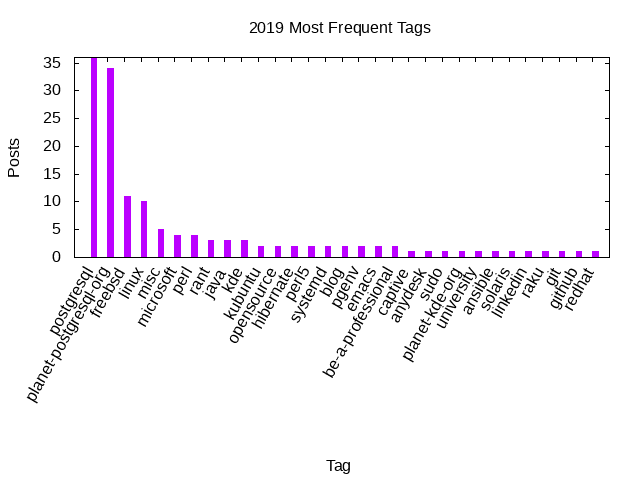 2019 Most Frequent Tags
Posts
35
30
25
20
15
10
5
0
postgresql
planet-postgresql-org
freebsd
linux
misc
microsoft
perl
rant
java
kde
kubuntu
opensource
hibernate
perl5
systemd
blog
pgenv
emacs
be-a-professional
captive
anydesk
sudo
planet-kde-org
university
ansible
solaris
linkedin
raku
git
github
redhat
Tag